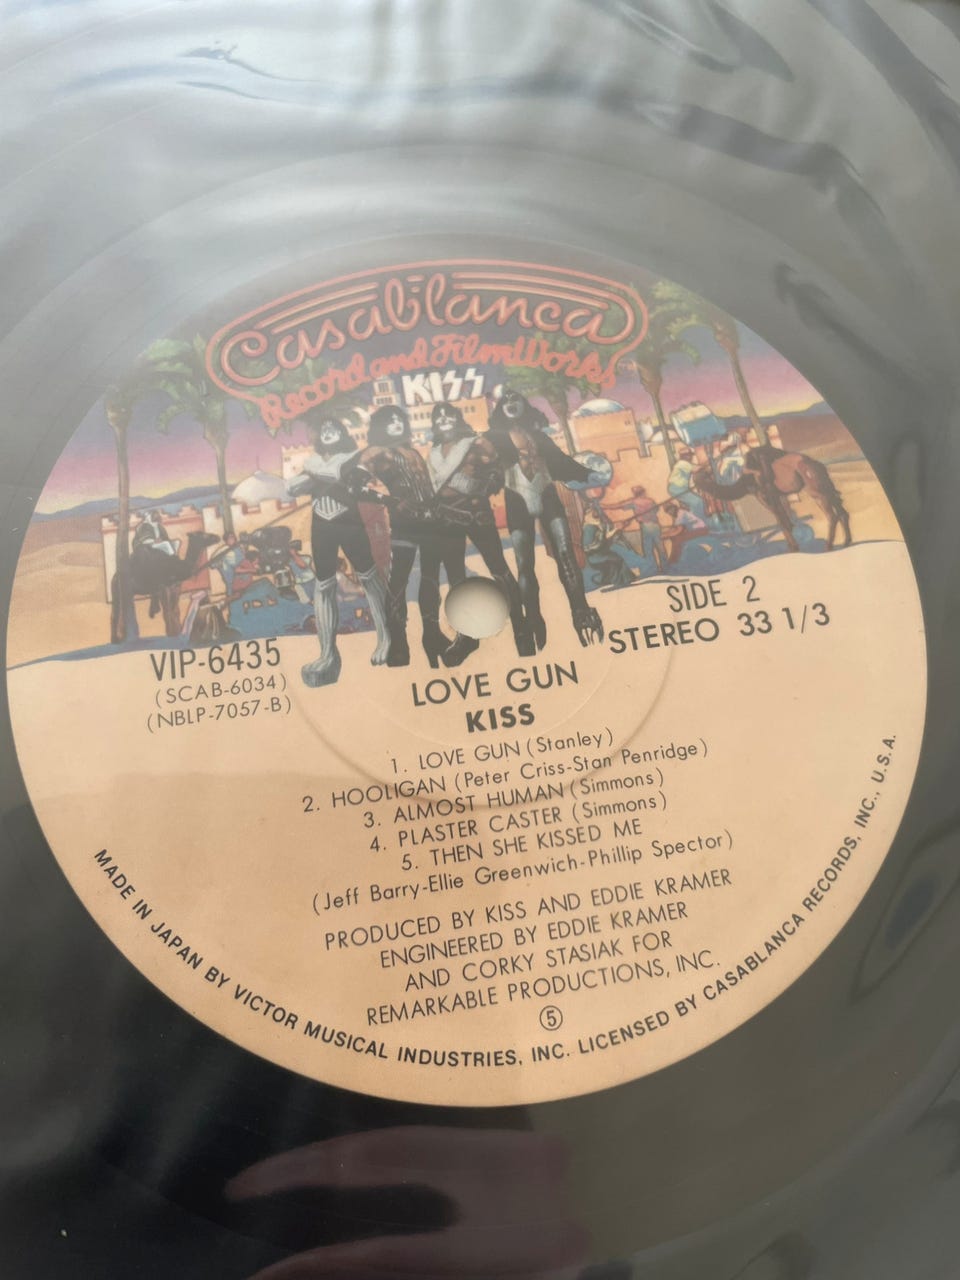 Casablanca
Record and FilmWorks
KISS
SIDE 2
STEREO 33 1/3
VIP-6435
(SCAB-6034)
(NBLP-7057-B)
LOVE GUN
KISS
1. LOVE GUN (Stanley)
2. HOOLIGAN (Peter Criss-Stan Penridge)
3. ALMOST HUMAN (Simmons)
4. PLASTER CASTER (Simmons)
5. THEN SHE KISSED ME
(Jeff Barry-Ellie Greenwich-Phillip Spector)
PRODUCED BY KISS AND EDDIE KRAMER
ENGINEERED BY EDDIE KRAMER
AND CORKY STASIAK FOR
REMARKABLE PRODUCTIONS, INC.
⑤
MADE IN JAPAN BY VICTOR MUSICAL INDUSTRIES, INC. LICENSED BY CASABLANCA RECORDS, INC., U.S.A.